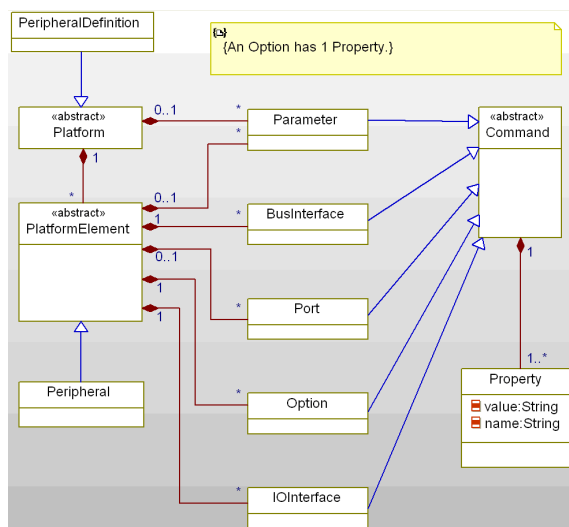 PeripheralDefinition
{An Option has 1 Property.}
«abstract»
Platform
0..1
*
Parameter
«abstract»
Command
1
*
*
0..1
«abstract»
PlatformElement
1
*
BusInterface
0..1
*
Port
1
1
1
1..*
Peripheral
*
Option
Property
value:String
name:String
*
IOInterface